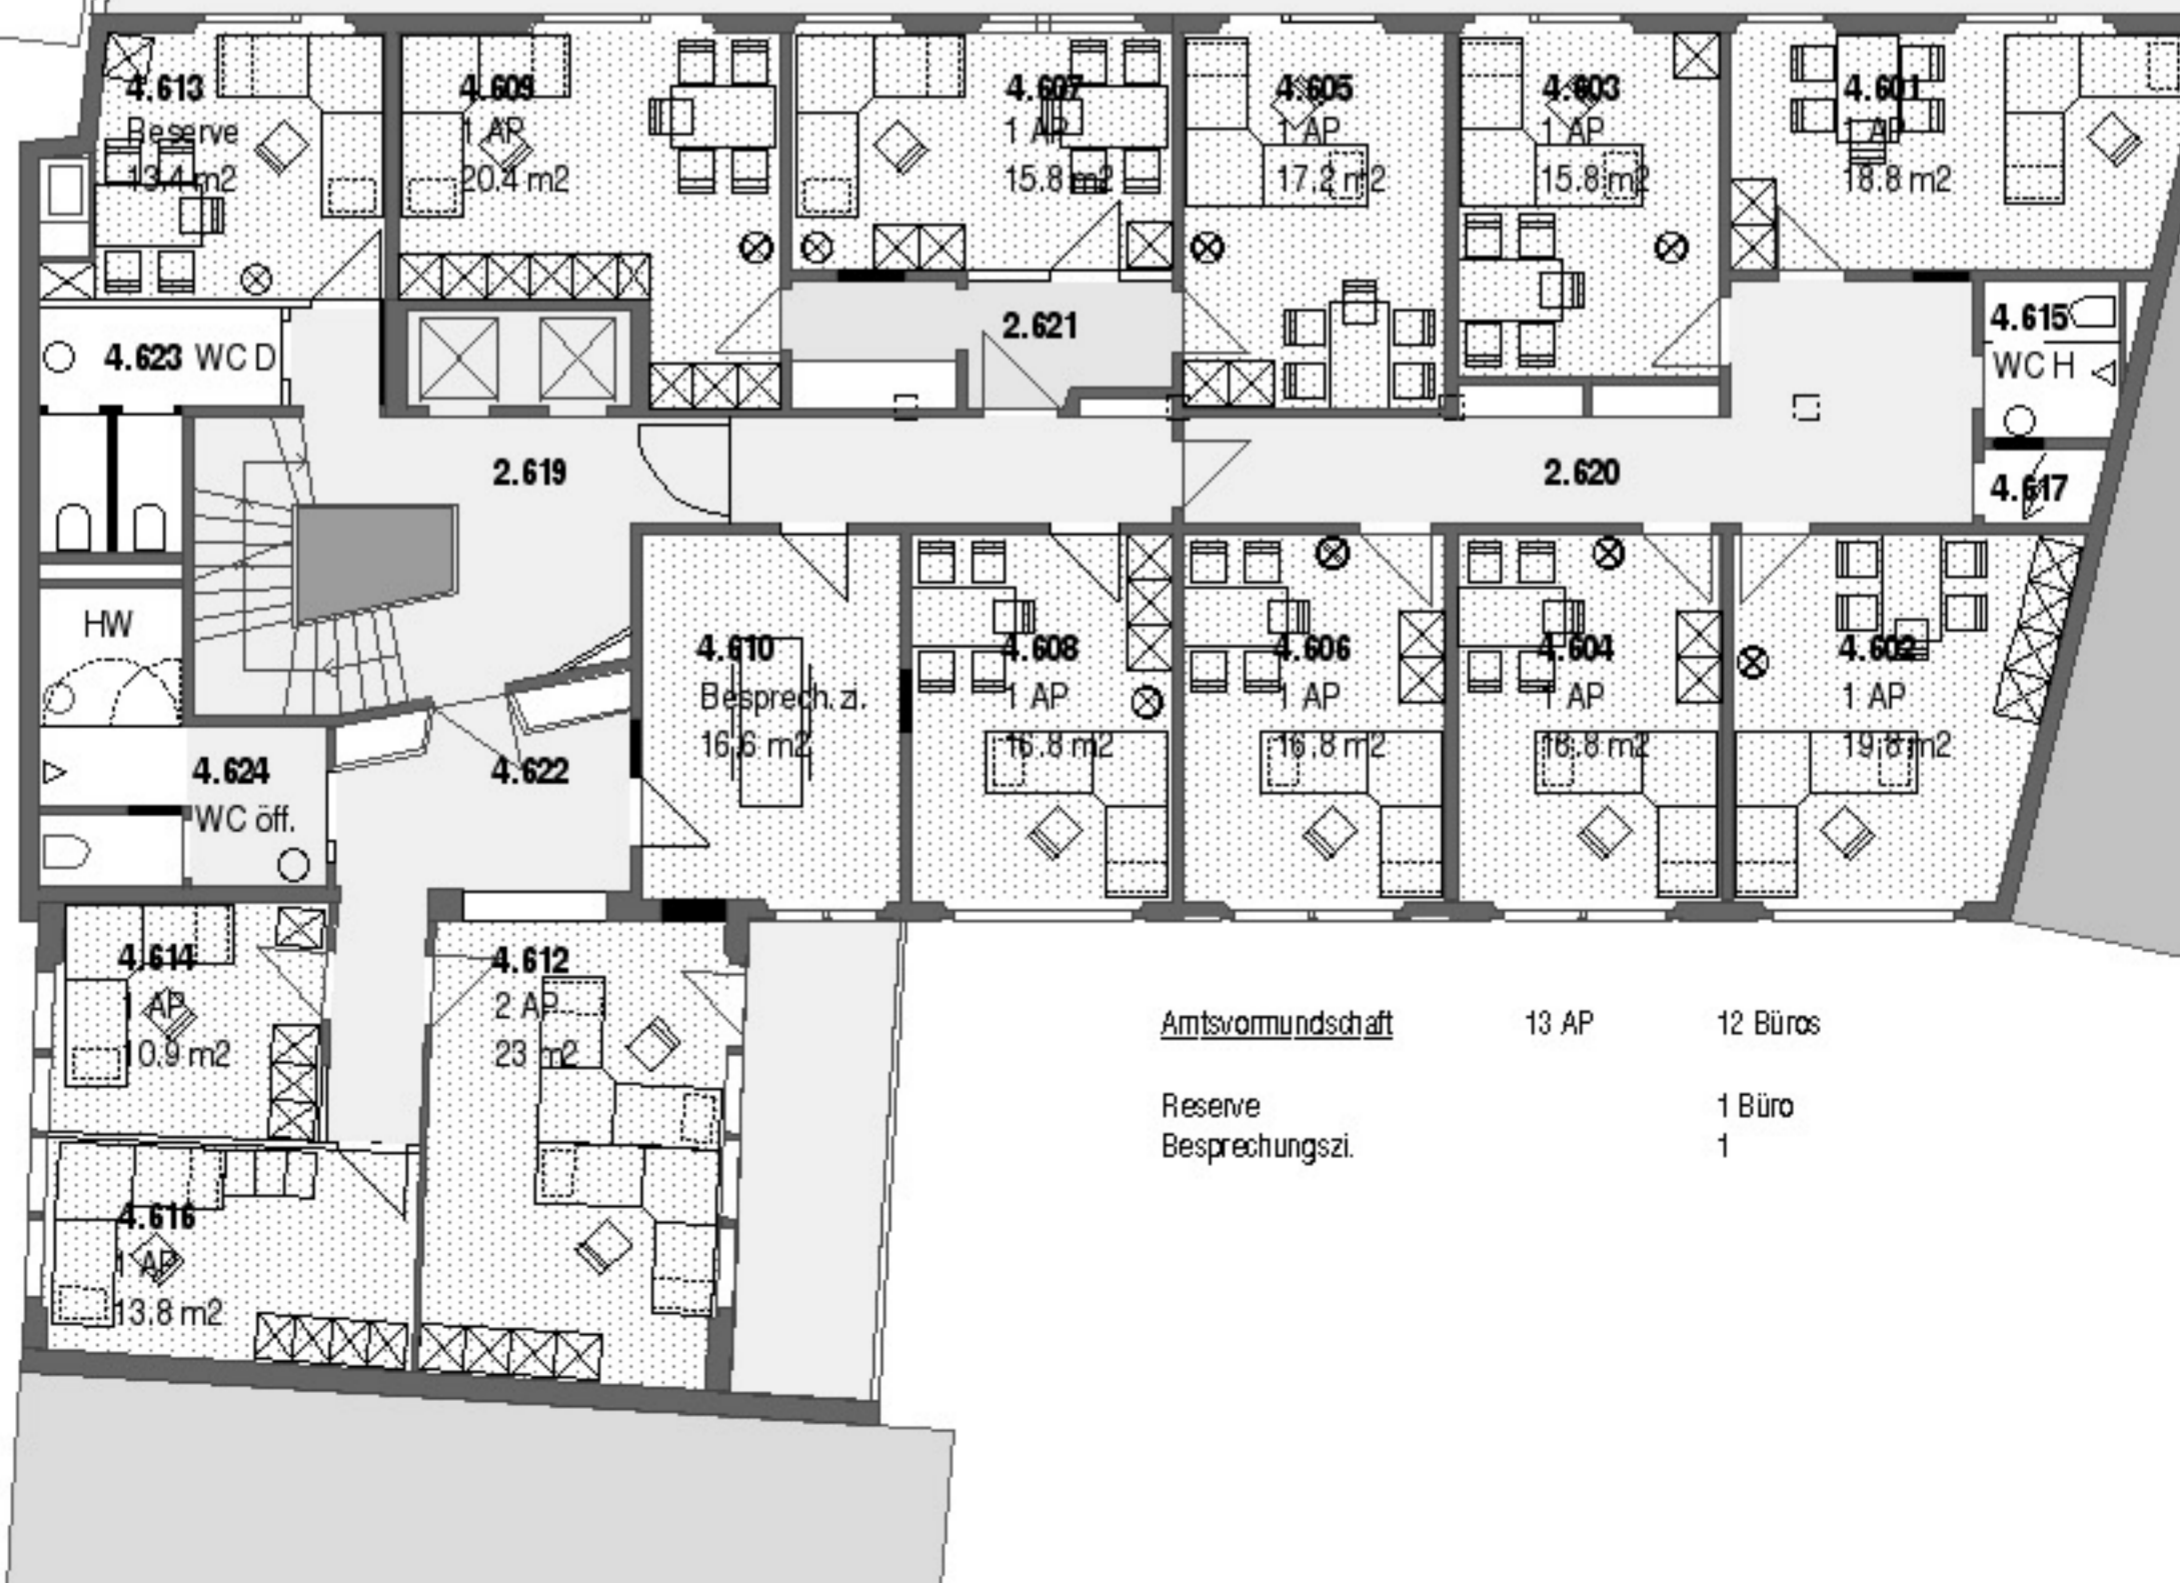 4.613
Reserve
13.4 m2
4.609
1 AP
20.4 m2
4.607
1 AP
15.8 m2
4.605
1 AP
17.2 m2
4.603
1 AP
15.8 m2
4.601
1 AP
18.8 m2
4.623 WC D
2.621
4.615
WC H
2.619
2.620
4.617
HW
4.610
Besprech.zi.
16.6 m2
4.608
1 AP
16.8 m2
4.606
1 AP
16.8 m2
4.604
1 AP
16.8 m2
4.602
1 AP
19.8 m2
4.624
WC öff.
4.622
4.614
1 AP
10.9 m2
4.612
2 AP
23 m2
4.616
1 AP
13.8 m2
Amtsvormundschaft 13 AP 12 Büros
Reserve 1 Büro
Besprechungszi. 1